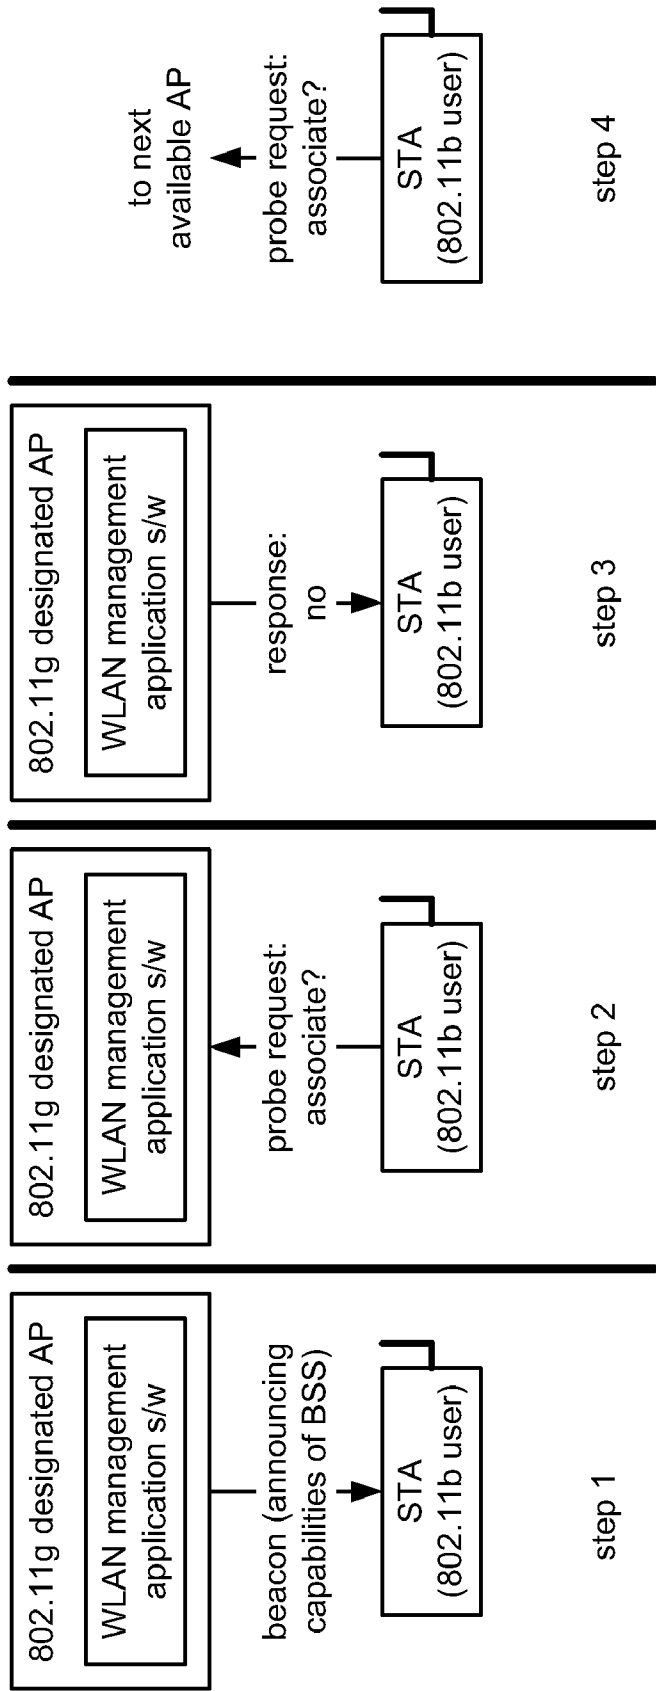 802.11g designated AP
WLAN management
application s/w
beacon (announcing
capabilities of BSS)
STA
(802.11b user)
step 1
802.11g designated AP
WLAN management
application s/w
probe request:
associate?
STA
(802.11b user)
step 2
802.11g designated AP
WLAN management
application s/w
response:
no
STA
(802.11b user)
step 3
to next
available AP
probe request:
associate?
STA
(802.11b user)
step 4